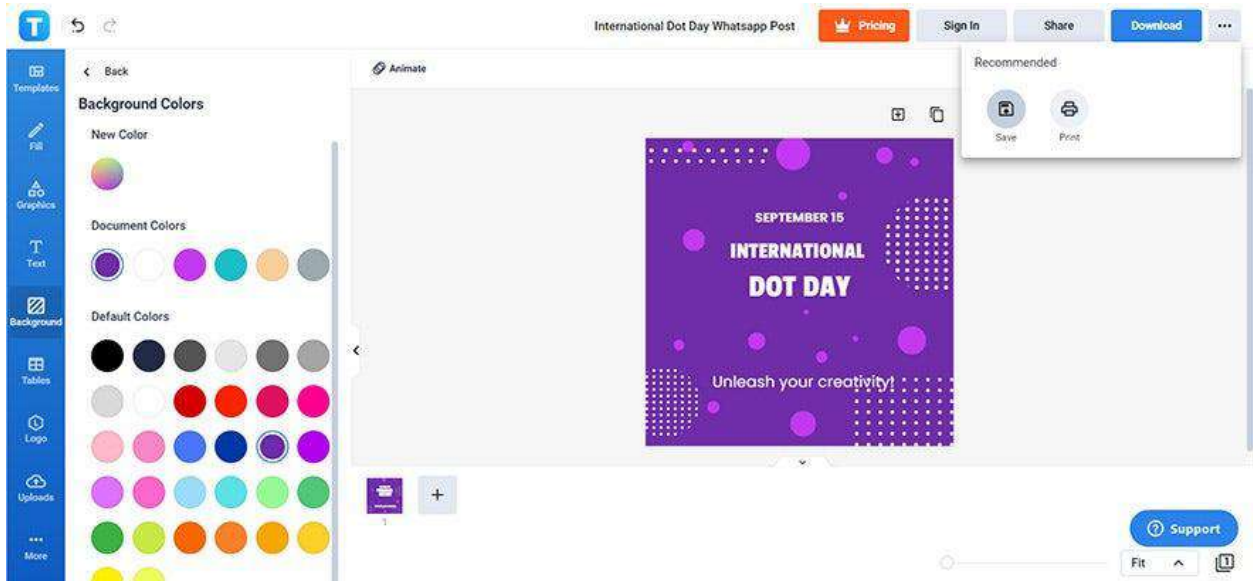 T
International Dot Day Whatsapp Post
Pricing
Sign In
Share
Download
Recommended
Save
Print
Templates
Fill
Graphics
Text
Background
Tables
Logo
Uploads
More
Back
Background Colors
New Color
Document Colors
Default Colors
Animate
SEPTEMBER 15
INTERNATIONAL
DOT DAY
Unleash your creativity!
1
Support
Fit
1